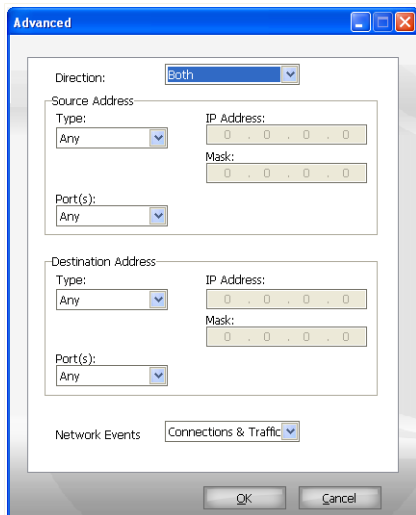 Advanced
Direction: Both
Source Address
Type: IP Address:
Any 0 . 0 . 0 . 0
Mask:
0 . 0 . 0 . 0
Port(s):
Any
Destination Address
Type: IP Address:
Any 0 . 0 . 0 . 0
Mask:
0 . 0 . 0 . 0
Port(s):
Any
Network Events Connections & Traffic
OK Cancel